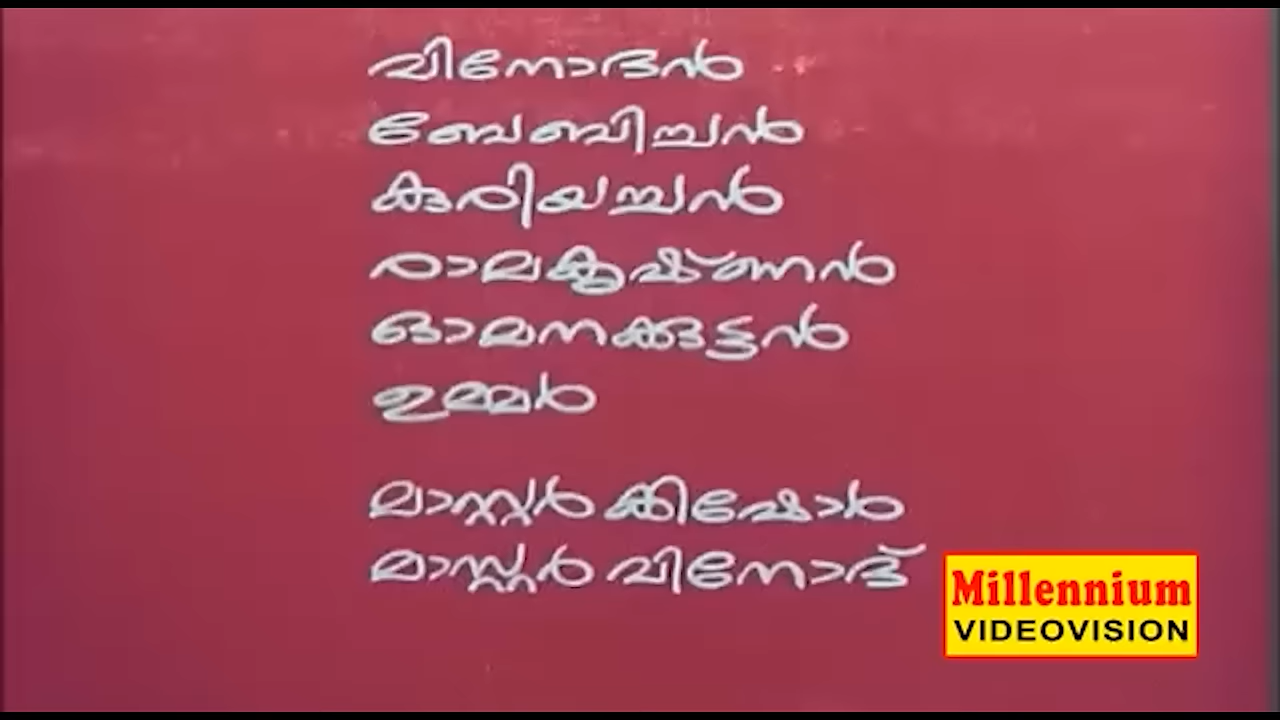 വിനോദൻ
ബേബിച്ചൻ
കുരിയച്ചൻ
രാമകൃഷ്ണൻ
ഓമനക്കുട്ടൻ
ഉമ്മർ
മാസ്റ്റർ കിഷോർ
മാസ്റ്റർ വിനോദ്
Millennium
VIDEOVISION